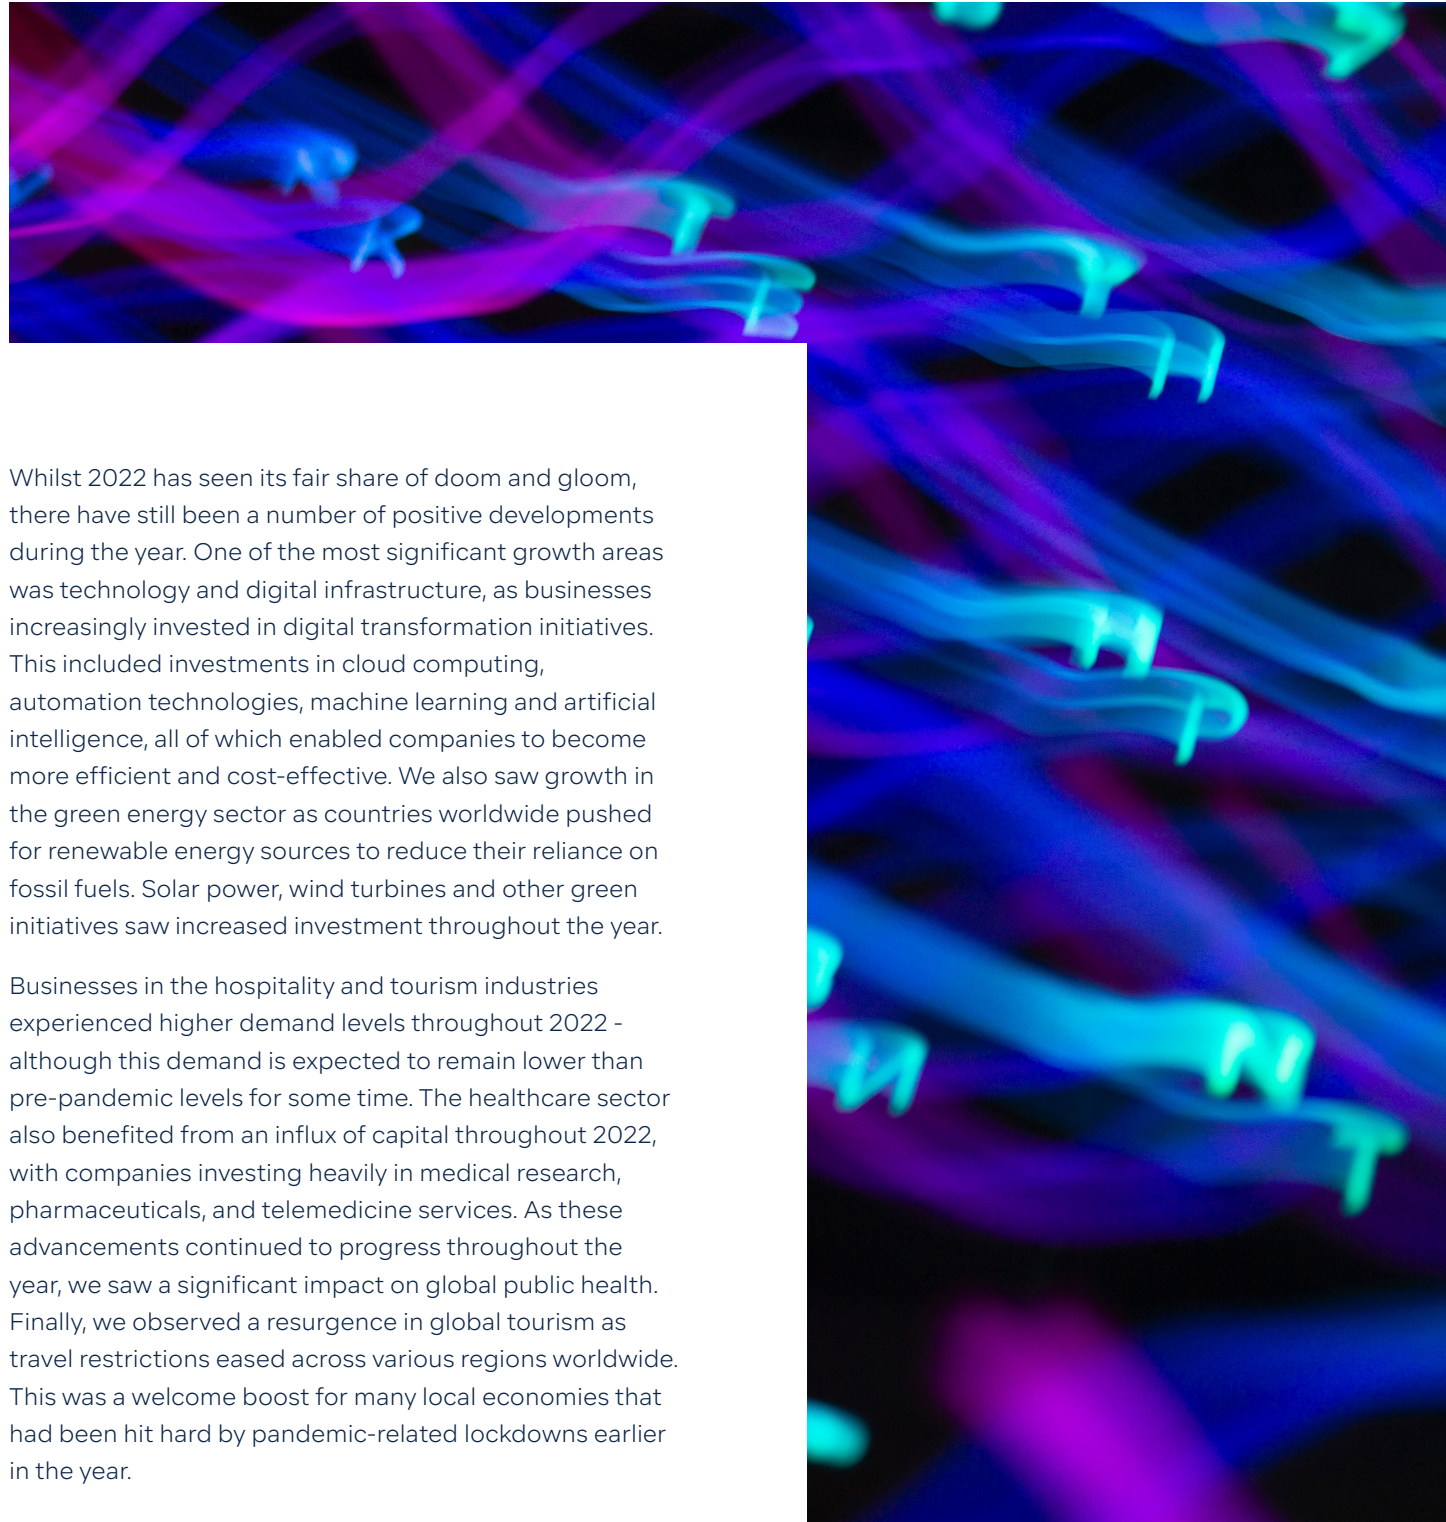 Whilst 2022 has seen its fair share of doom and gloom,
there have still been a number of positive developments
during the year. One of the most significant growth areas
was technology and digital infrastructure, as businesses
increasingly invested in digital transformation initiatives.
This included investments in cloud computing,
automation technologies, machine learning and artificial
intelligence, all of which enabled companies to become
more efficient and cost-effective. We also saw growth in
the green energy sector as countries worldwide pushed
for renewable energy sources to reduce their reliance on
fossil fuels. Solar power, wind turbines and other green
initiatives saw increased investment throughout the year.
Businesses in the hospitality and tourism industries
experienced higher demand levels throughout 2022 -
although this demand is expected to remain lower than
pre-pandemic levels for some time. The healthcare sector
also benefited from an influx of capital throughout 2022,
with companies investing heavily in medical research,
pharmaceuticals, and telemedicine services. As these
advancements continued to progress throughout the
year, we saw a significant impact on global public health.
Finally, we observed a resurgence in global tourism as
travel restrictions eased across various regions worldwide.
This was a welcome boost for many local economies that
had been hit hard by pandemic-related lockdowns earlier
in the year.